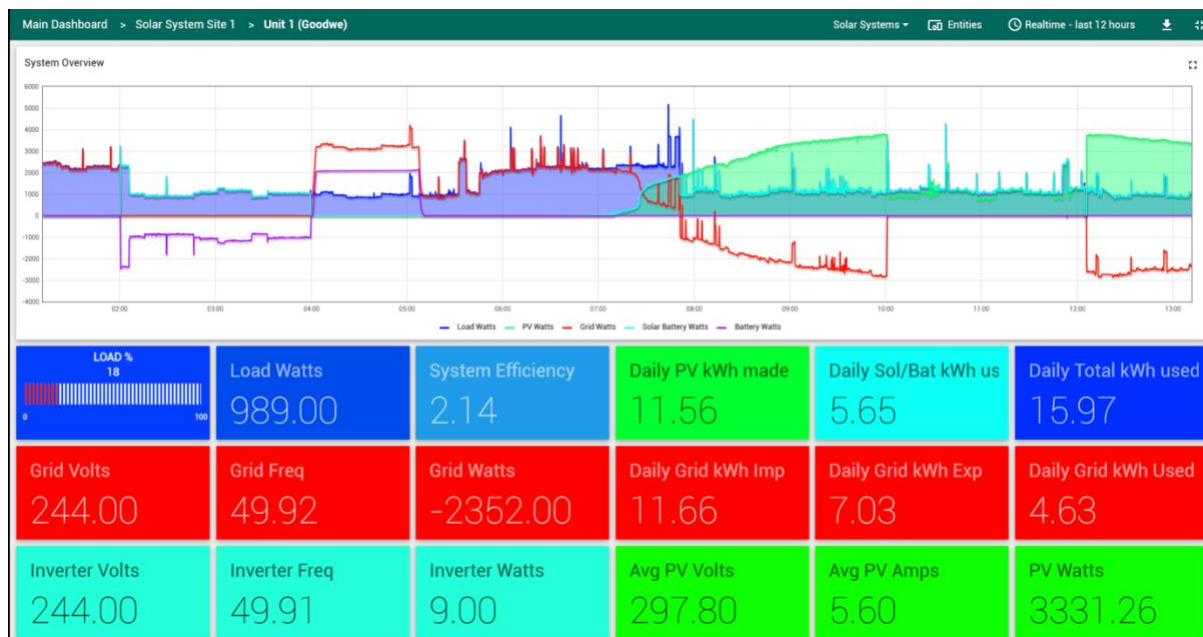 Main Dashboard > Solar System Site 1 > Unit 1 (Goodwe) Solar Systems Entities Realtime - last 12 hours
System Overview
6000
5000
4000
3000
2000
1000
0
-1000
-2000
-3000
-4000
02:00 03:00 04:00 05:00 06:00 07:00 08:00 09:00 10:00 11:00 12:00 13:00
Load Watts PV Watts Grid Watts Solar Battery Watts Battery Watts
LOAD %
18
0 100
Load Watts
989.00
System Efficiency
2.14
Daily PV kWh made
11.56
Daily Sol/Bat kWh us
5.65
Daily Total kWh used
15.97
Grid Volts
244.00
Grid Freq
49.92
Grid Watts
-2352.00
Daily Grid kWh Imp
11.66
Daily Grid kWh Exp
7.03
Daily Grid kWh Used
4.63
Inverter Volts
244.00
Inverter Freq
49.91
Inverter Watts
9.00
Avg PV Volts
297.80
Avg PV Amps
5.60
PV Watts
3331.26